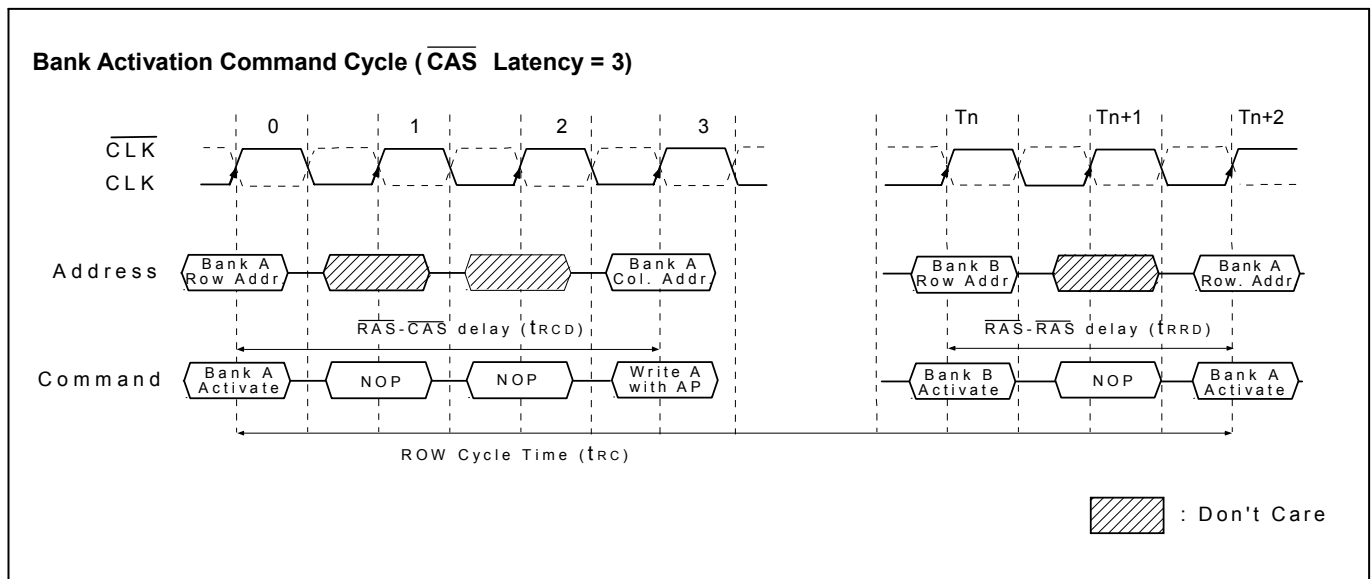 Bank Activation Command Cycle ( CAS Latency = 3)
0 1 2 3 Tn Tn+1 Tn+2
CLK
CLK
Address
Bank A
Row Addr.
Bank A
Col. Addr.
Bank B
Row Addr
Bank A
Row. Addr
RAS-CAS delay (tRCD)
RAS-RAS delay (tRRD)
Command
Bank A
Activate
NOP
NOP
Write A
with AP
Bank B
Activate
NOP
Bank A
Activate
ROW Cycle Time (tRC)
: Don't Care